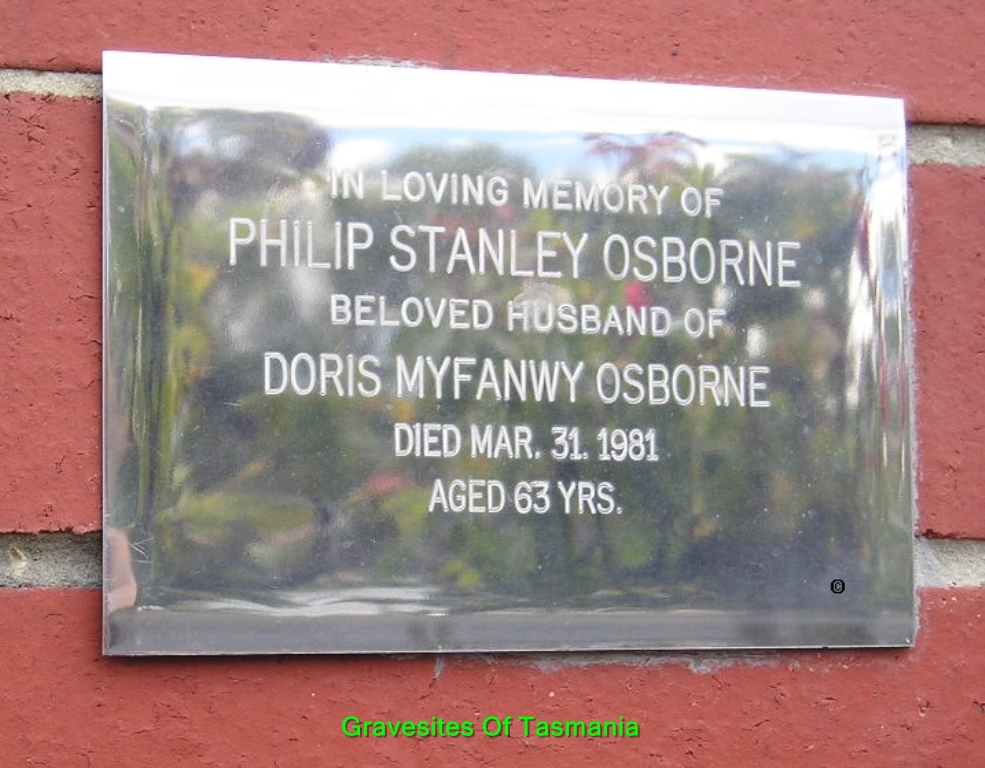 IN LOVING MEMORY OF
PHILIP STANLEY OSBORNE
BELOVED HUSBAND OF
DORIS MYFANWY OSBORNE
DIED MAR. 31. 1981
AGED 63 YRS.
©
Gravesites Of Tasmania